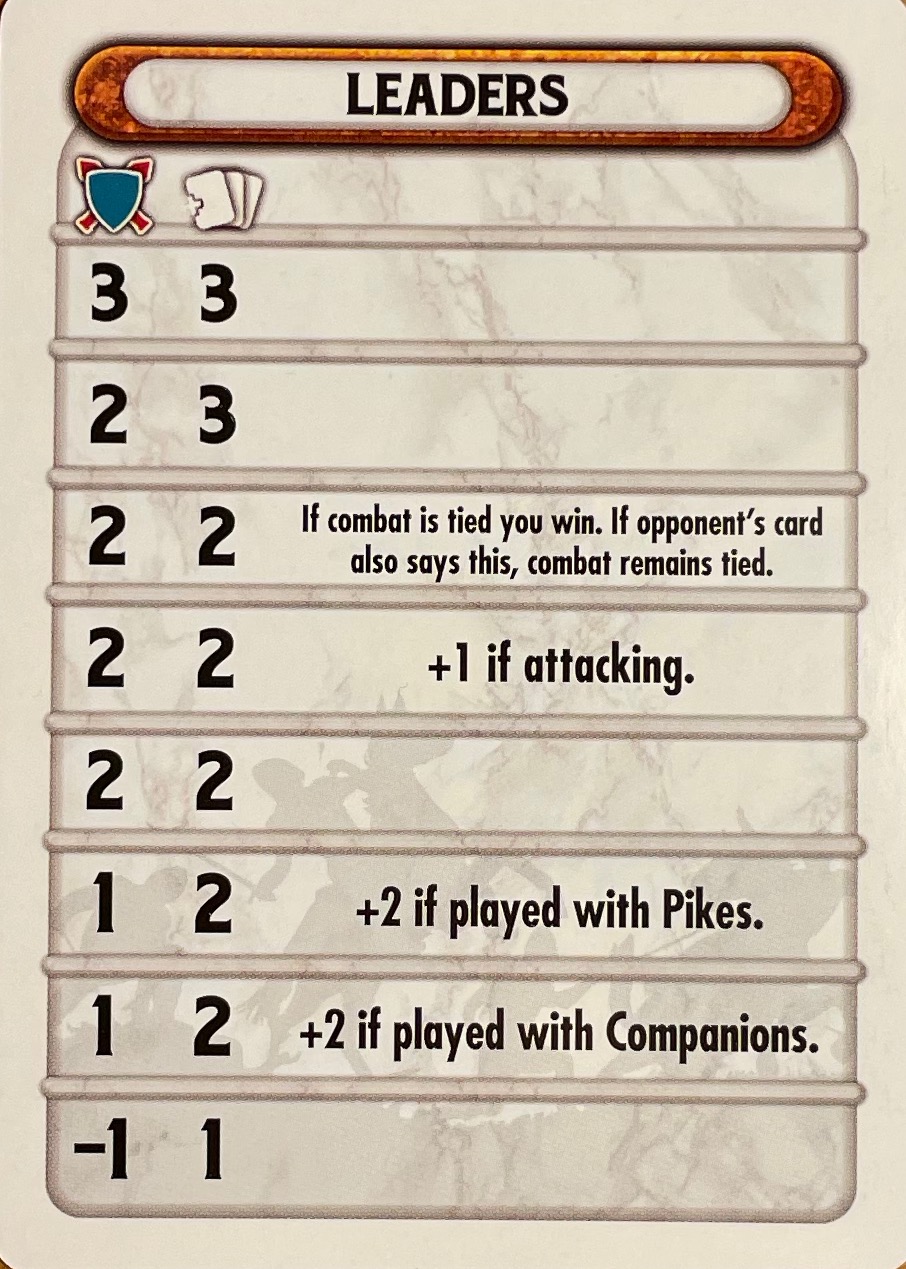 LEADERS
3 3
2 3
2 2 If combat is tied you win. If opponent's card
also says this, combat remains tied.
2 2 +1 if attacking.
2 2
1 2 +2 if played with Pikes.
1 2 +2 if played with Companions.
-1 1